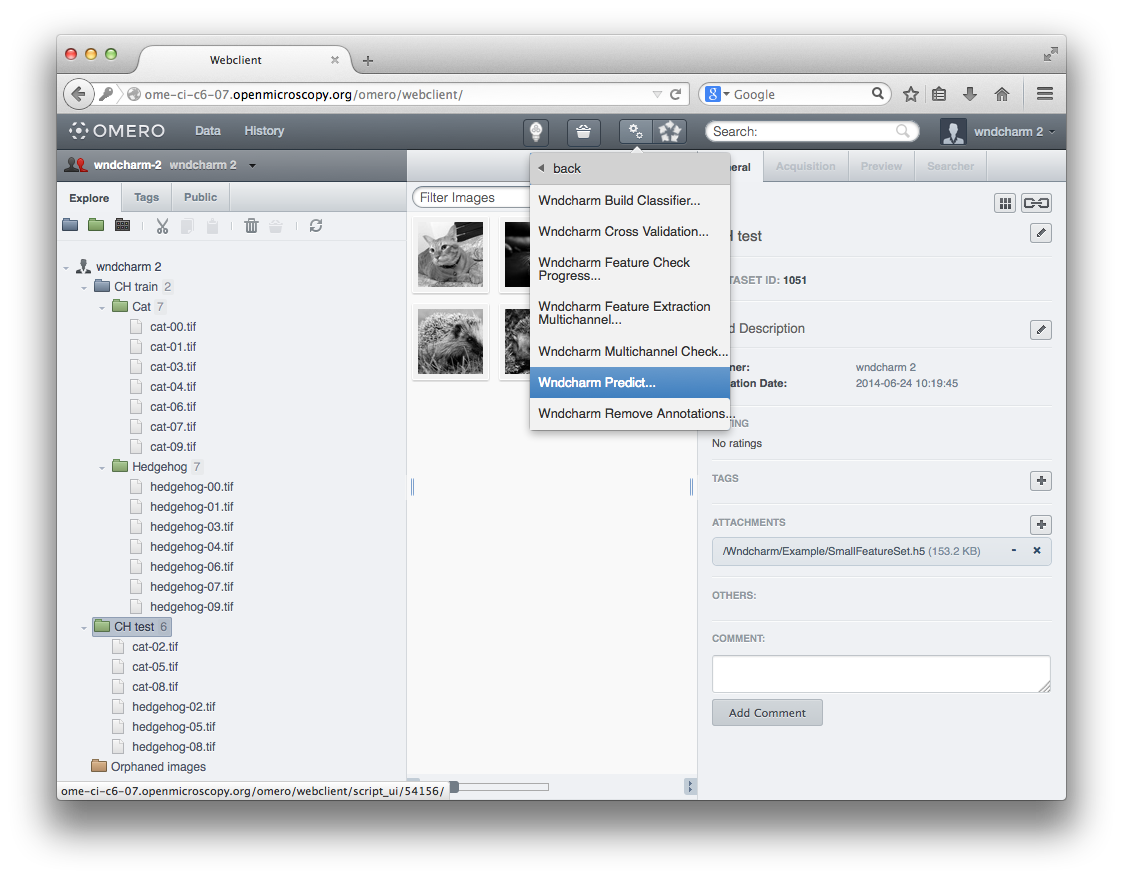 Webclient
ome-ci-c6-07.openmicroscopy.org/omero/webclient/
Google
OMERO
Data
History
Search:
wndcharm 2
wndcharm-2 wndcharm 2
Explore
Tags
Public
wndcharm 2
CH train 2
Cat 7
cat-00.tif
cat-01.tif
cat-03.tif
cat-04.tif
cat-06.tif
cat-07.tif
cat-09.tif
Hedgehog 7
hedgehog-00.tif
hedgehog-01.tif
hedgehog-03.tif
hedgehog-04.tif
hedgehog-06.tif
hedgehog-07.tif
hedgehog-09.tif
CH test 6
cat-02.tif
cat-05.tif
cat-08.tif
hedgehog-02.tif
hedgehog-05.tif
hedgehog-08.tif
Orphaned images
ome-ci-c6-07.openmicroscopy.org/omero/webclient/script_ui/54156/
Filter Images
back
Wndcharm Build Classifier...
Wndcharm Cross Validation...
Wndcharm Feature Check
Progress...
Wndcharm Feature Extraction
Multichannel...
Wndcharm Multichannel Check...
Wndcharm Predict...
Wndcharm Remove Annotations...
eral
Acquisition
Preview
Searcher
H test
TASET ID: 1051
d Description
ner: wndcharm 2
ation Date: 2014-06-24 10:19:45
TING
No ratings
TAGS
ATTACHMENTS
/Wndcharm/Example/SmallFeatureSet.h5 (153.2 KB)
OTHERS:
COMMENT:
Add Comment